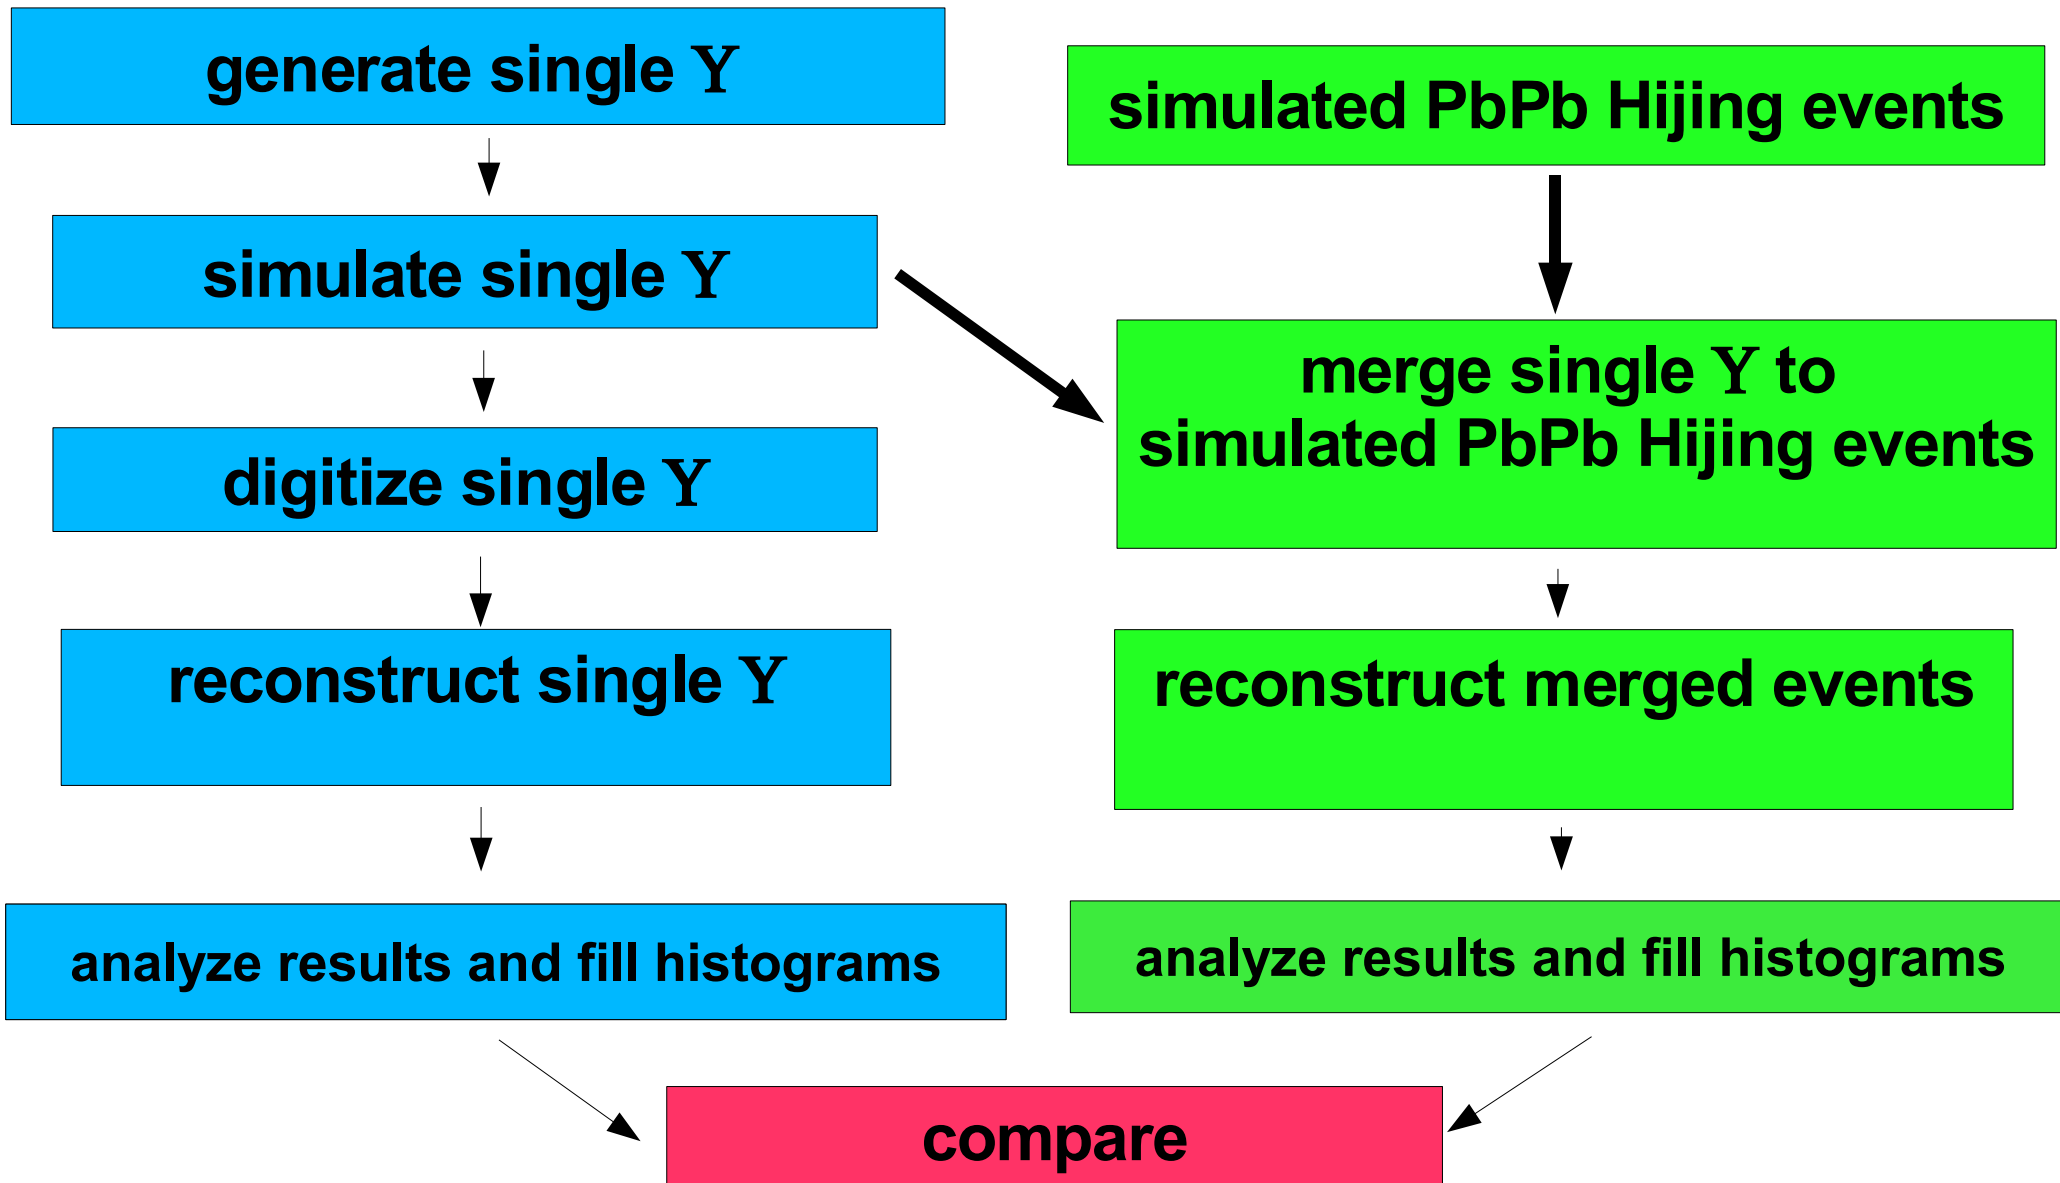 generate single Υ
simulate single Υ
digitize single Υ
reconstruct single Υ
analyze results and fill histograms
simulated PbPb Hijing events
merge single Υ to
simulated PbPb Hijing events
reconstruct merged events
analyze results and fill histograms
compare